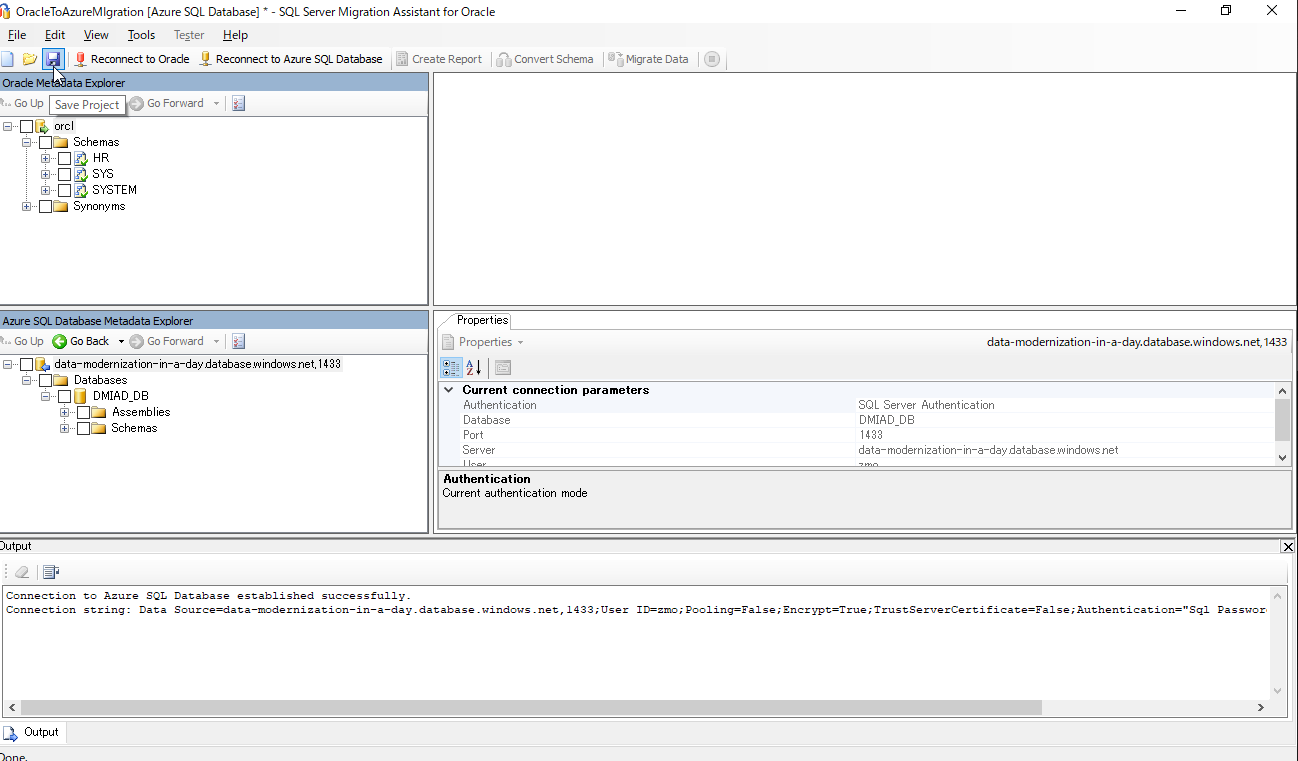 OracleToAzureMIgration [Azure SQL Database] * - SQL Server Migration Assistant for Oracle
File Edit View Tools Tester Help
Reconnect to Oracle Reconnect to Azure SQL Database Create Report Convert Schema Migrate Data
Oracle Metadata Explorer
Go Up Save Project Go Forward
orcl
Schemas
HR
SYS
SYSTEM
Synonyms
Azure SQL Database Metadata Explorer
Go Up Go Back Go Forward
data-modernization-in-a-day.database.windows.net,1433
Databases
DMIAD_DB
Assemblies
Schemas
Properties
Properties data-modernization-in-a-day.database.windows.net,1433
Current connection parameters
Authentication SQL Server Authentication
Database DMIAD_DB
Port 1433
Server data-modernization-in-a-day.database.windows.net
User zmo
Authentication
Current authentication mode
Output
Connection to Azure SQL Database established successfully.
Connection string: Data Source=data-modernization-in-a-day.database.windows.net,1433;User ID=zmo;Pooling=False;Encrypt=True;TrustServerCertificate=False;Authentication="Sql Passwor
Output
Done.